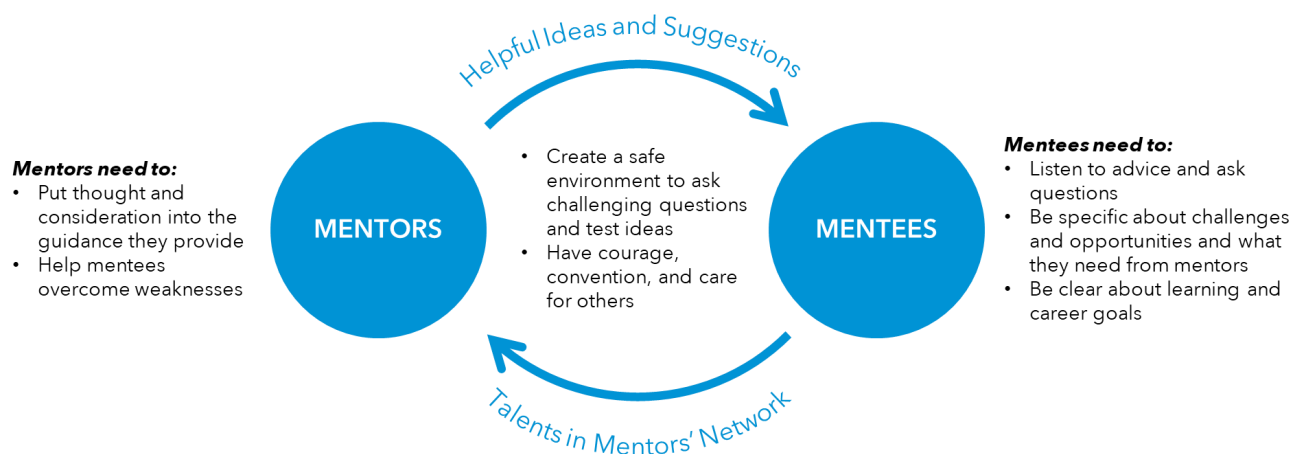 Helpful Ideas and Suggestions
Mentors need to:
• Put thought and
consideration into the
guidance they provide
• Help mentees
overcome weaknesses
MENTORS
• Create a safe
environment to ask
challenging questions
and test ideas
• Have courage,
convention, and care
for others
MENTEES
Mentees need to:
• Listen to advice and ask
questions
• Be specific about challenges
and opportunities and what
they need from mentors
• Be clear about learning and
career goals
Talents in Mentors' Network